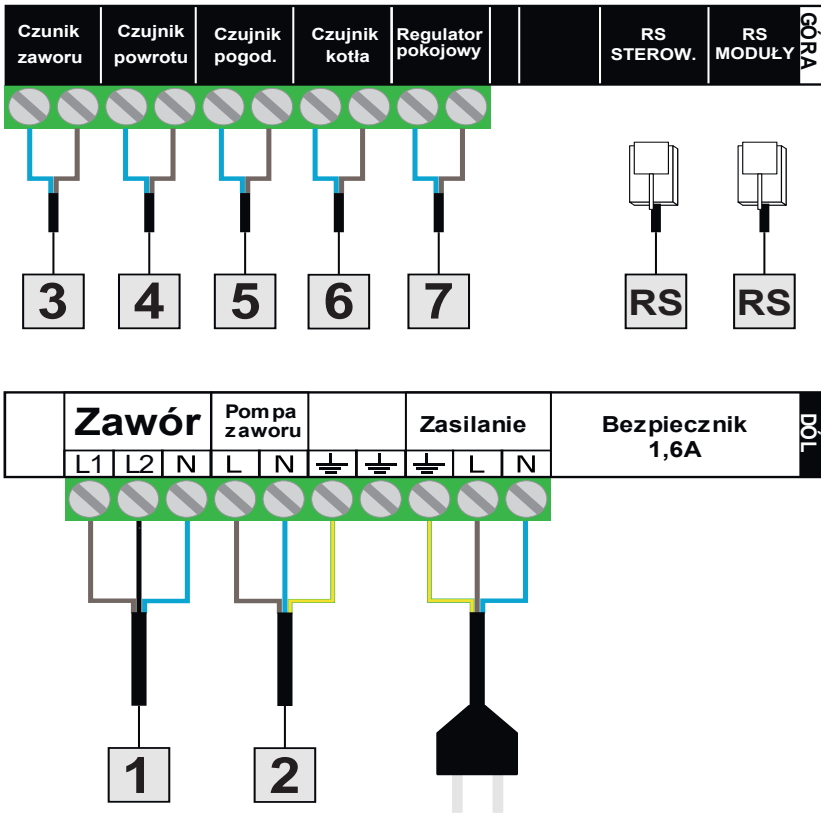 Czunik zaworu
Czujnik powrotu
Czujnik pogod.
Czujnik kotła
Regulator pokojowy
RS STEROW.
RS MODUŁY
GÓRA
3
4
5
6
7
RS
RS
Zawór
Pompa zaworu
Zasilanie
Bezpiecznik 1,6A
DÓL
L1 L2 N L N L N
1
2